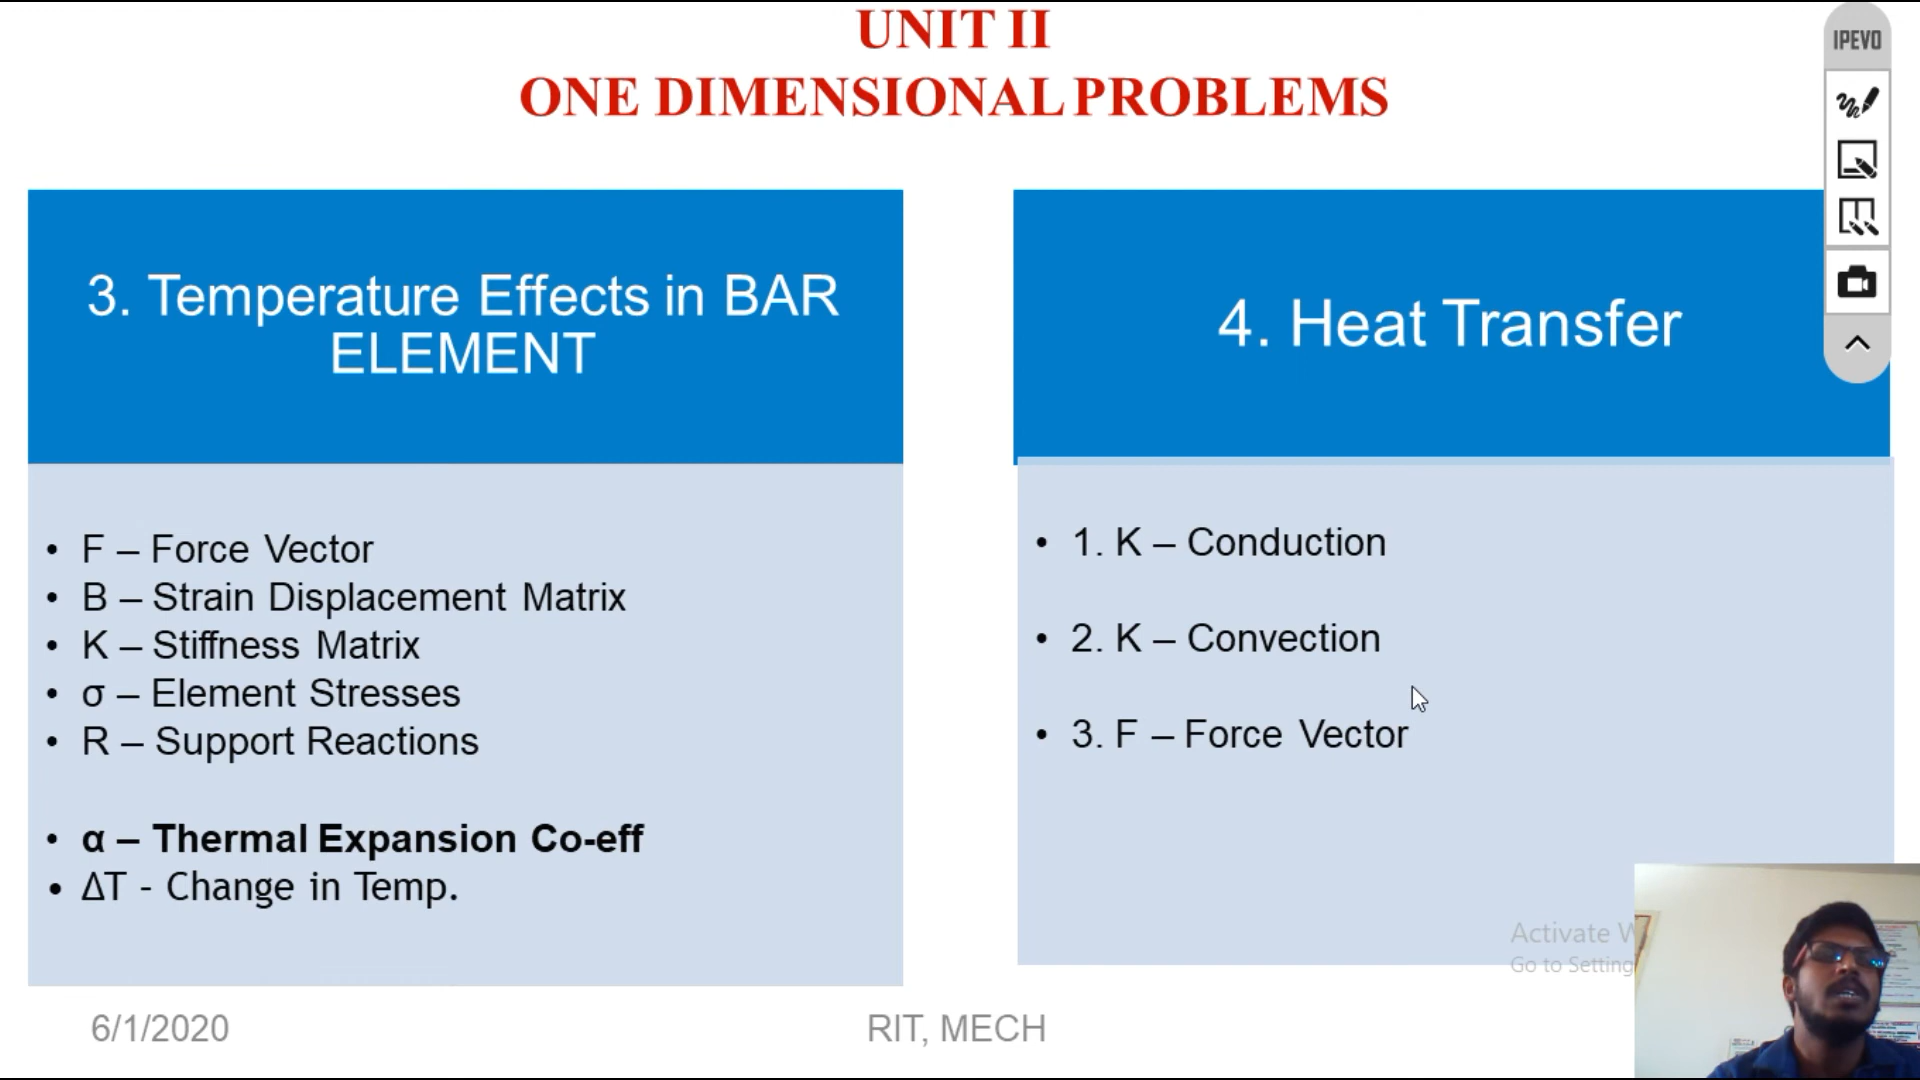 UNIT II
ONE DIMENSIONAL PROBLEMS
IPEVO
3. Temperature Effects in BAR
ELEMENT
• F – Force Vector
• B – Strain Displacement Matrix
• K – Stiffness Matrix
• σ – Element Stresses
• R – Support Reactions
• α – Thermal Expansion Co-eff
• ΔT - Change in Temp.
4. Heat Transfer
• 1. K – Conduction
• 2. K – Convection
• 3. F – Force Vector
Activate
Go to Setting
6/1/2020
RIT, MECH